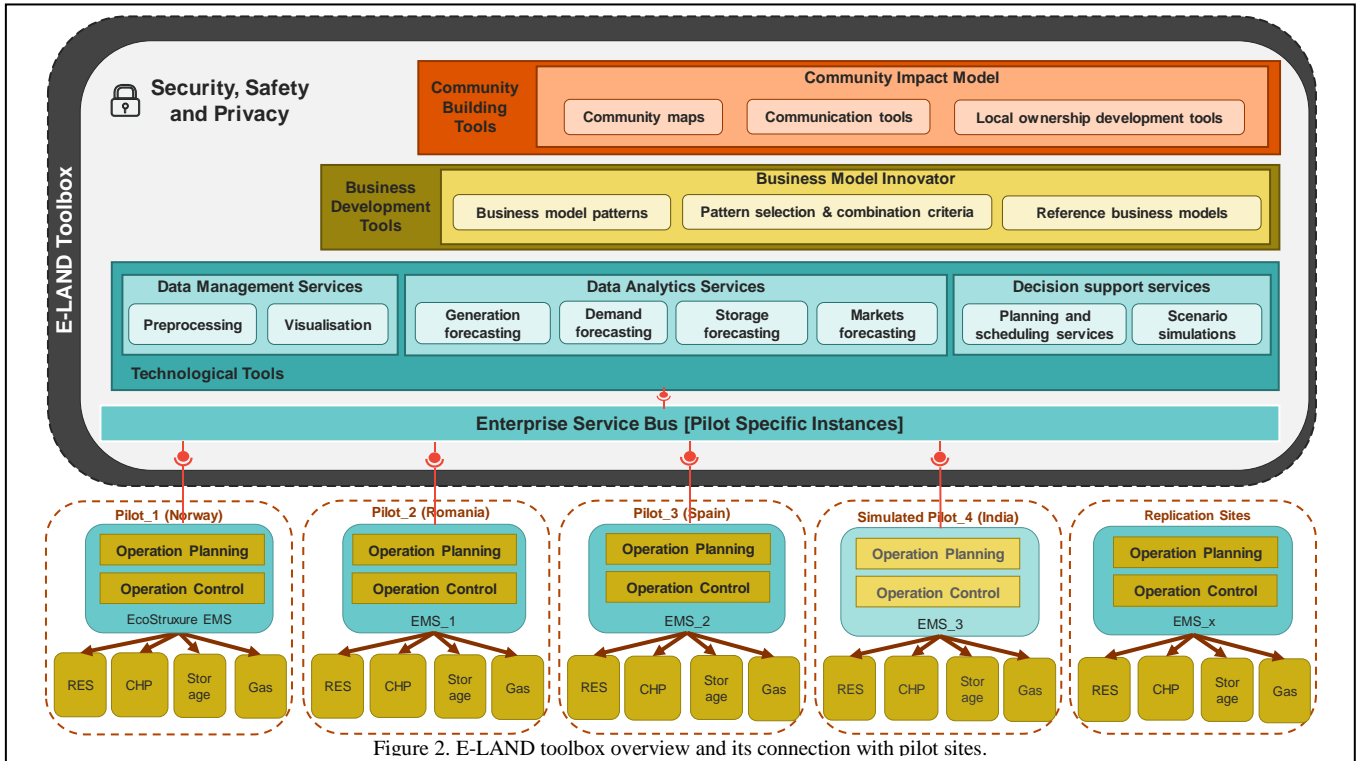 E-LAND Toolbox
Security, Safety
and Privacy
Community
Building
Tools
Community Impact Model
Community maps
Communication tools
Local ownership development tools
Business
Development
Tools
Business Model Innovator
Business model patterns
Pattern selection & combination criteria
Reference business models
Data Management Services
Preprocessing
Visualisation
Data Analytics Services
Generation
forecasting
Demand
forecasting
Storage
forecasting
Markets
forecasting
Decision support services
Planning and
scheduling services
Scenario
simulations
Technological Tools
Enterprise Service Bus [Pilot Specific Instances]
Pilot_1 (Norway)
Operation Planning
Operation Control
EcoStruxure EMS
RES
CHP
Stor
age
Gas
Pilot_2 (Romania)
Operation Planning
Operation Control
EMS_1
RES
CHP
Stor
age
Gas
Pilot_3 (Spain)
Operation Planning
Operation Control
EMS_2
RES
CHP
Stor
age
Gas
Simulated Pilot_4 (India)
Operation Planning
Operation Control
EMS_3
RES
CHP
Stor
age
Gas
Replication Sites
Operation Planning
Operation Control
EMS_x
RES
CHP
Stor
age
Gas
Figure 2. E-LAND toolbox overview and its connection with pilot sites.